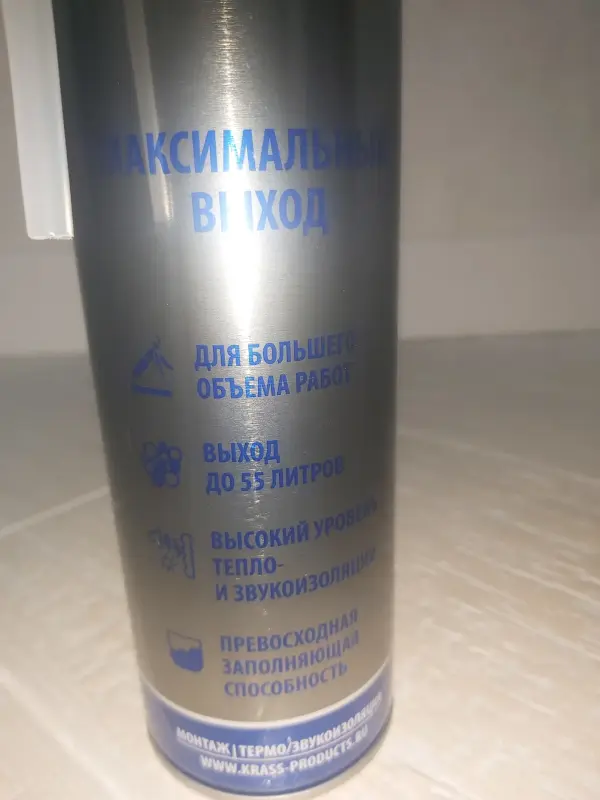 МАКСИМАЛЬНЫЙ
ВЫХОД
ДЛЯ БОЛЬШЕГО
ОБЪЕМА РАБОТ
ВЫХОД
ДО 55 ЛИТРОВ
ВЫСОКИЙ УРОВЕНЬ
ТЕПЛО-
И ЗВУКОИЗОЛЯЦИИ
ПРЕВОСХОДНАЯ
ЗАПОЛНЯЮЩАЯ
СПОСОБНОСТЬ
МОНТАЖ | ТЕРМО/ЗВУКОИЗОЛЯЦИЯ
WWW.KRASS-PRODUCTS.RU